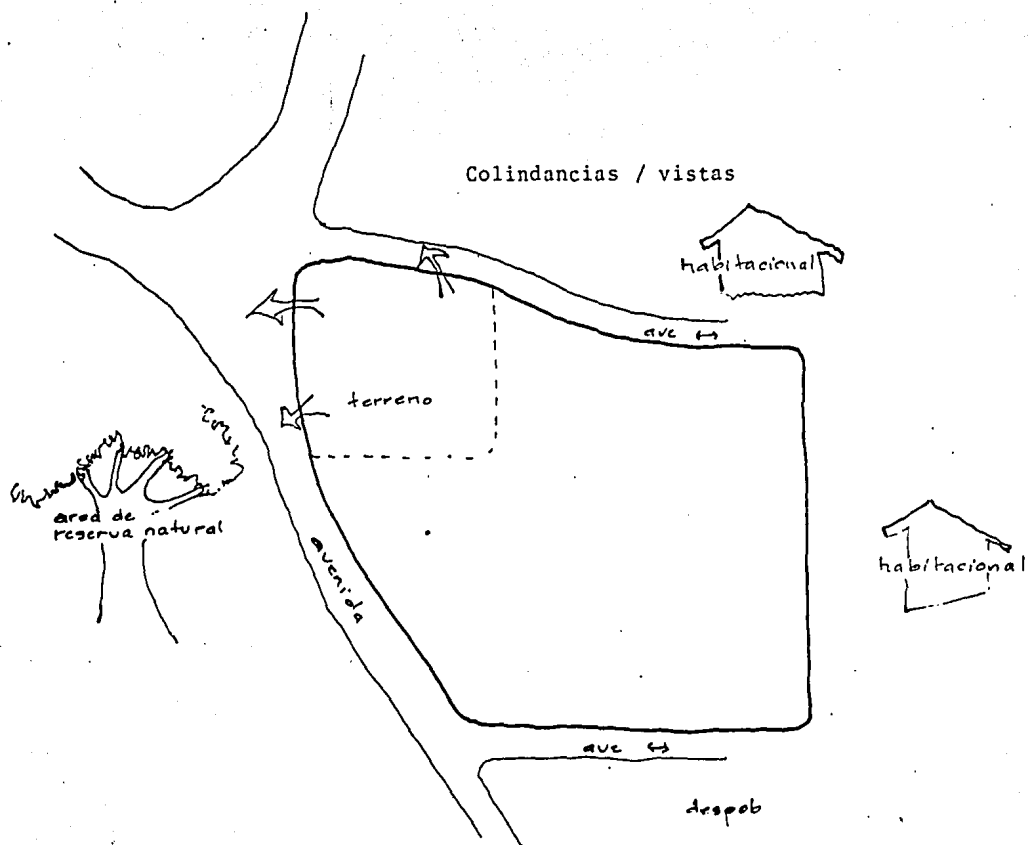 Colindancias / vistas
habitacional
ave ↔
terreno
area de
reserva natural
habitacional
avenida
ave ↔
despob